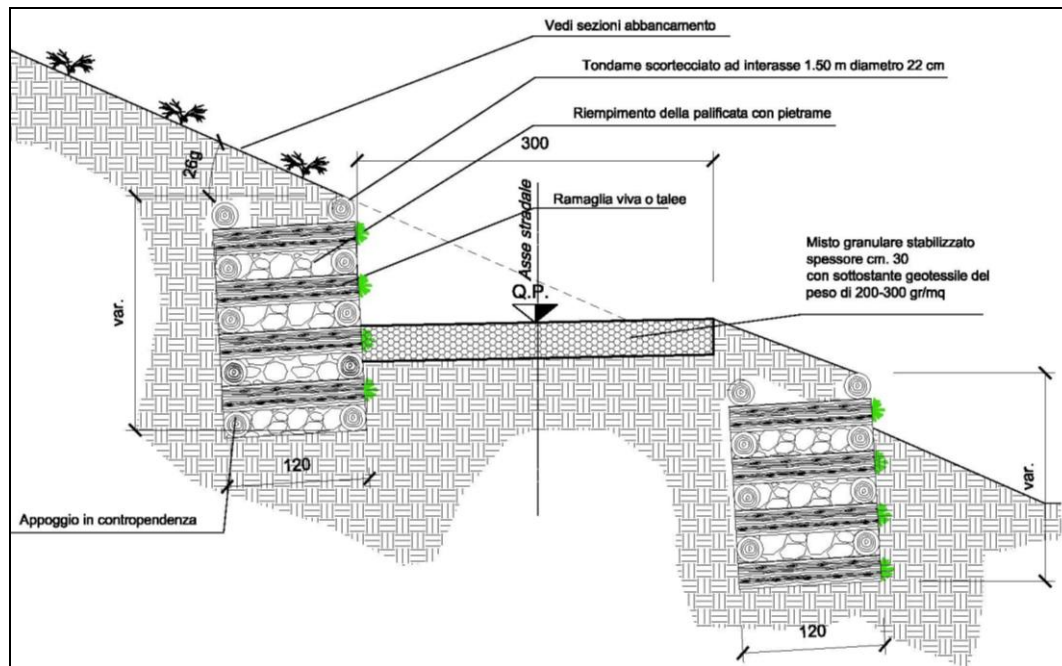 Vedi sezioni abbancamento
Tondame scortecciato ad interasse 1.50 m diametro 22 cm
Riempimento della palificata con pietrame
300
26g
Ramaglia viva o talee
Asse stradale
Misto granulare stabilizzato
spessore cm. 30
con sottostante geotessile del
peso di 200-300 gr/mq
Q.P.
var.
120
Appoggio in contropendenza
var.
120